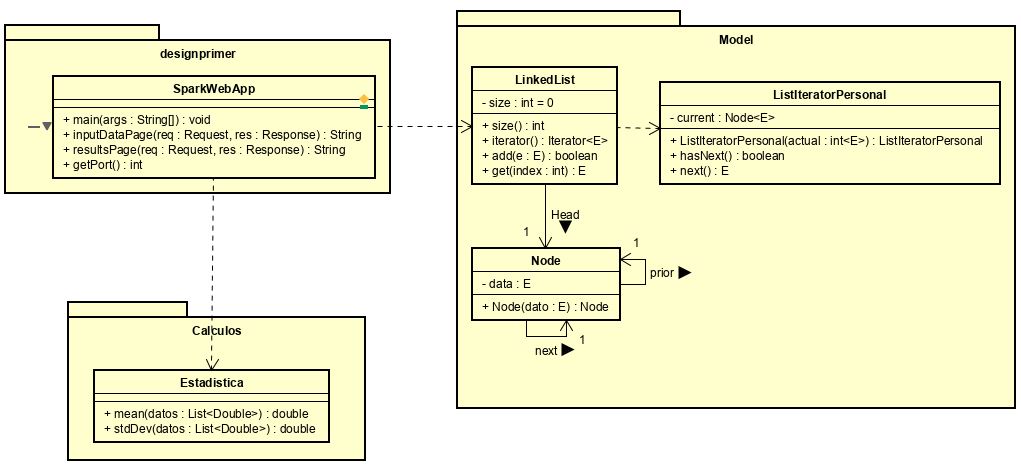 designprimer
SparkWebApp
+ main(args : String[]) : void
+ inputDataPage(req : Request, res : Response) : String
+ resultsPage(req : Request, res : Response) : String
+ getPort() : int
Model
LinkedList
- size : int = 0
+ size() : int
+ iterator() : Iterator<E>
+ add(e : E) : boolean
+ get(index : int) : E
ListIteratorPersonal
- current : Node<E>
+ ListIteratorPersonal(actual : int<E>) : ListIteratorPersonal
+ hasNext() : boolean
+ next() : E
Head
1
Node
- data : E
+ Node(dato : E) : Node
1
prior
next
1
Calculos
Estadistica
+ mean(datos : List<Double>) : double
+ stdDev(datos : List<Double>) : double